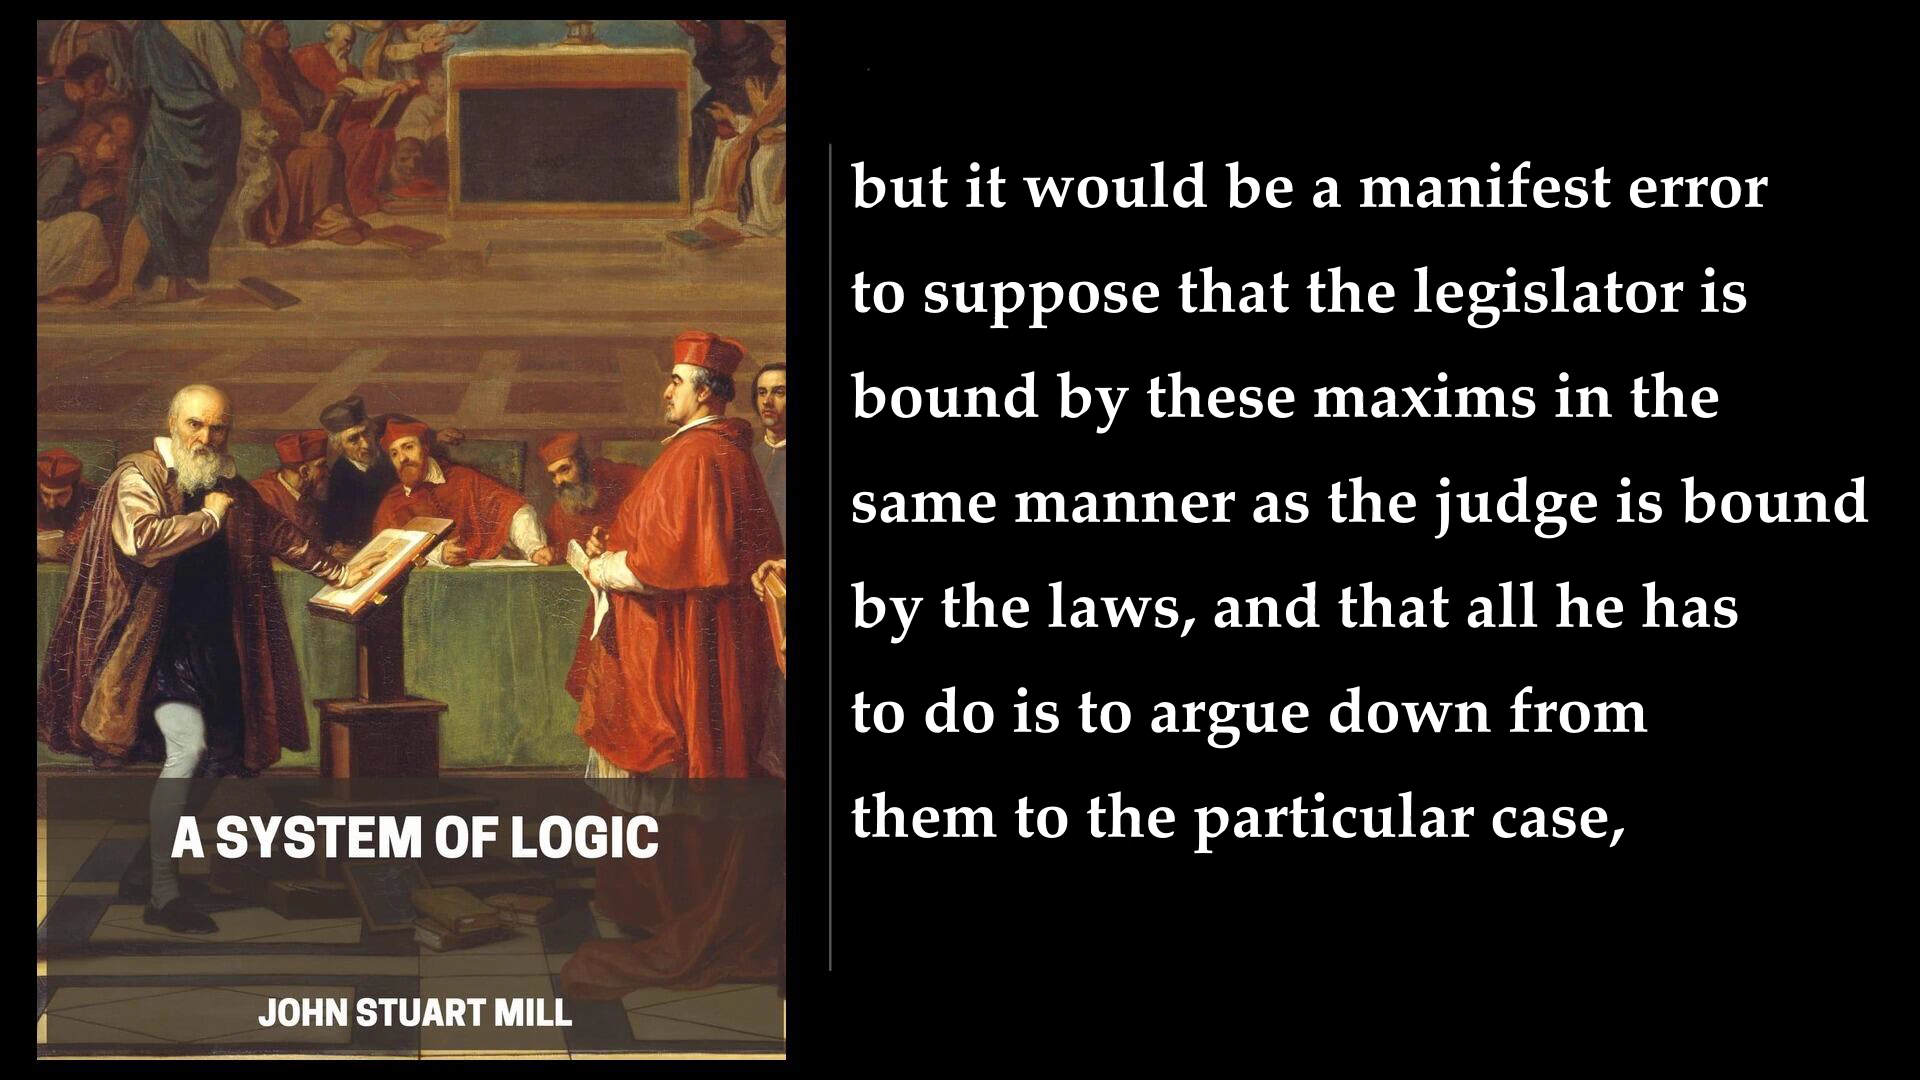 A SYSTEM OF LOGIC
JOHN STUART MILL
but it would be a manifest error
to suppose that the legislator is
bound by these maxims in the
same manner as the judge is bound
by the laws, and that all he has
to do is to argue down from
them to the particular case,